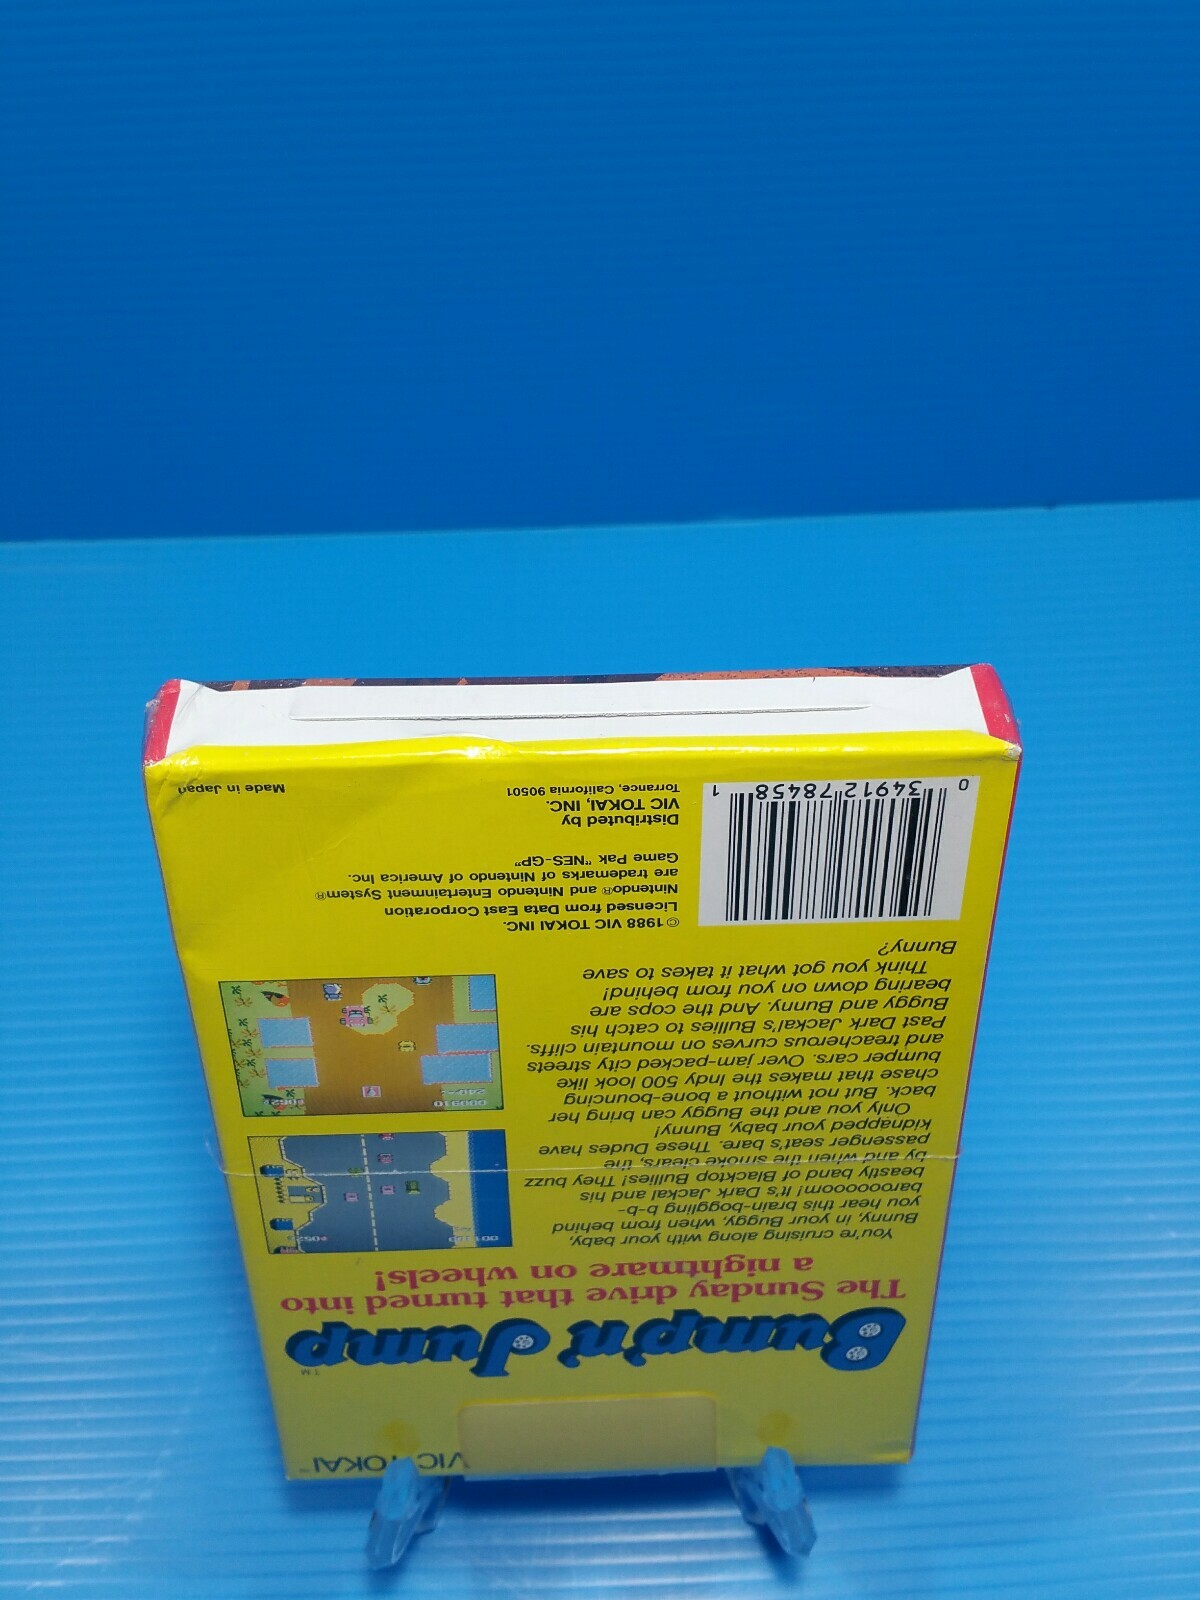 VIC TOKAI™
Bump'n' Jump™
The Sunday drive that turned into
a nightmare on wheels!
You're cruising along with your baby,
Bunny, in your Buggy, when from behind
you hear this brain-boggling b-b-
baroooooom! It's Dark Jackal and his
beastly band of Blacktop Bullies! They buzz
by and when the smoke clears, the
passenger seat's bare. These Dudes have
kidnapped your baby, Bunny!
Only you and the Buggy can bring her
back. But not without a bone-bouncing
chase that makes the Indy 500 look like
bumper cars. Over jam-packed city streets
and treacherous curves on mountain cliffs.
Past Dark Jackal's Bullies to catch his
Buggy and Bunny. And the cops are
bearing down on you from behind!
Think you got what it takes to save
Bunny?
©1988 VIC TOKAI INC.
Licensed from Data East Corporation
Nintendo® and Nintendo Entertainment System®
are trademarks of Nintendo of America Inc.
Game Pak "NES-GP"
Distributed by
VIC TOKAI, INC.
Torrance, California 90501
Made in Japan
0 34912 78458 1